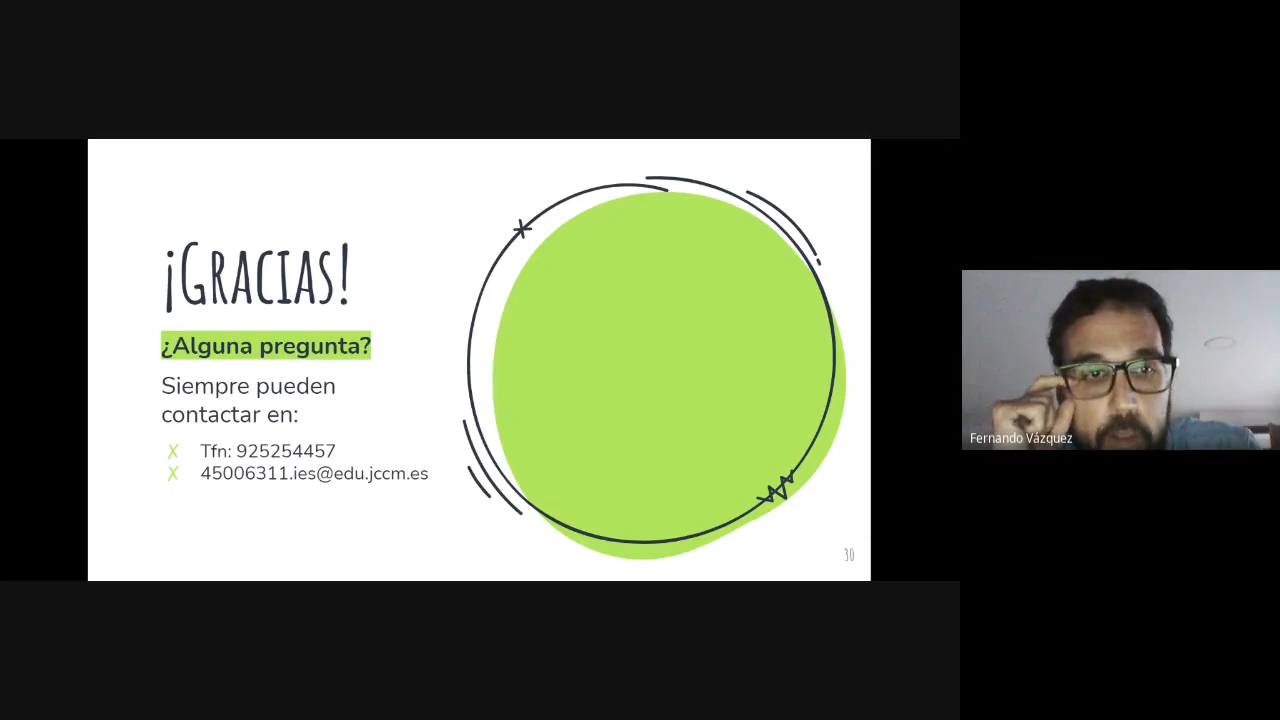 ¡GRACIAS!
¿Alguna pregunta?
Siempre pueden
contactar en:
✗ Tfn: 925254457
✗ 45006311.ies@edu.jccm.es
30
Fernando Vázquez